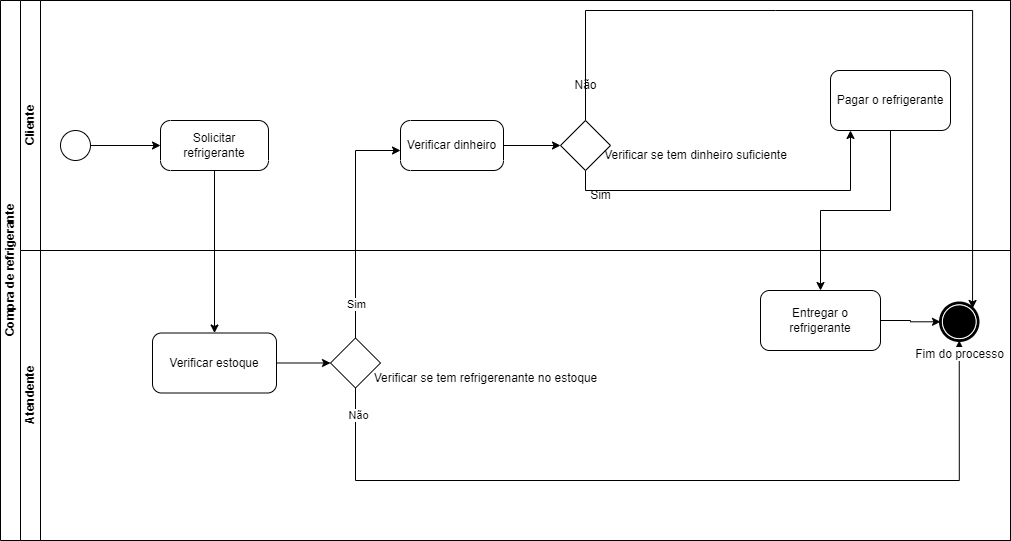 Compra de refrigerante
Cliente
Solicitar
refrigerante
Verificar dinheiro
Não
Verificar se tem dinheiro suficiente
Sim
Pagar o refrigerante
Atendente
Verificar estoque
Sim
Verificar se tem refrigerenante no estoque
Não
Entregar o
refrigerante
Fim do processo